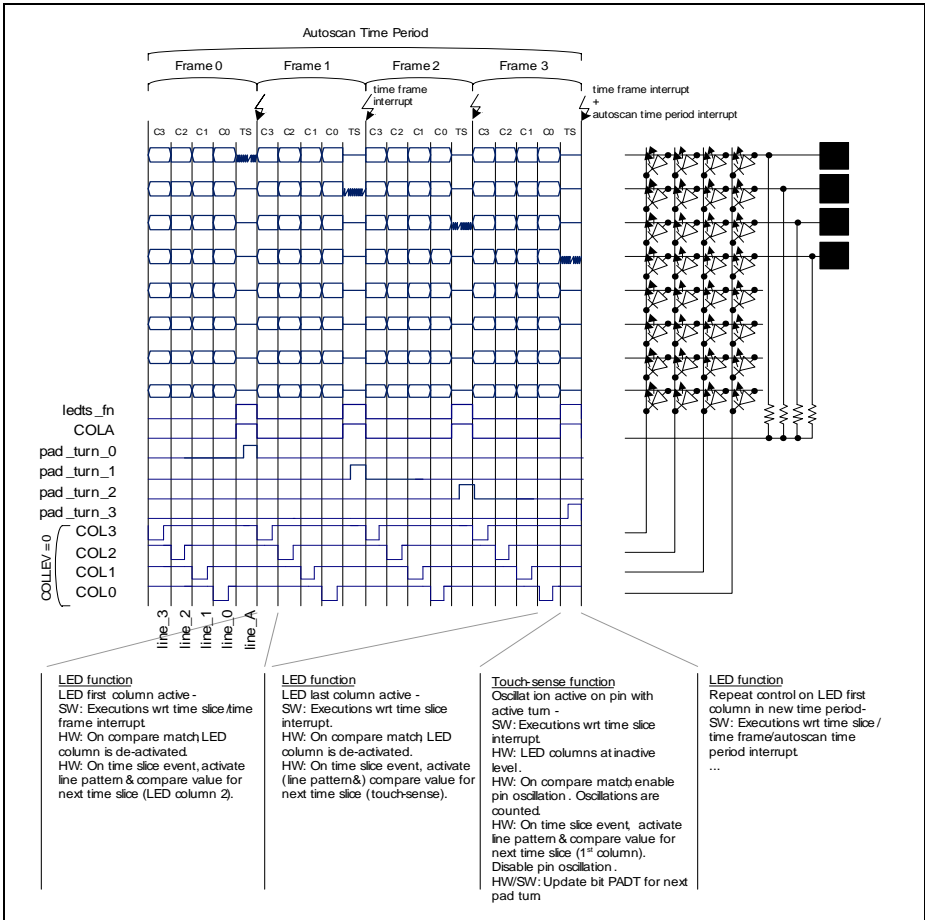 Autoscan Time Period
Frame 0 Frame 1 Frame 2 Frame 3
time frame
interrupt
time frame interrupt
+
autoscan time period interrupt
C3 C2 C1 C0 TS C3 C2 C1 C0 TS C3 C2 C1 C0 TS C3 C2 C1 C0 TS
ledts_fn
COLA
pad_turn_0
pad_turn_1
pad_turn_2
pad_turn_3
COLLEV = 0
COL3
COL2
COL1
COL0
line_3
line_2
line_1
line_0
line_A
LED function
LED first column active -
SW: Executions wrt time slice/time
frame interrupt.
HW: On compare match, LED
column is de-activated.
HW: On time slice event, activate
line pattern & compare value for
next time slice (LED column 2).
LED function
LED last column active -
SW: Executions wrt time slice
interrupt.
HW: On compare match, LED
column is de-activated.
HW: On time slice event, activate
(line pattern&) compare value for
next time slice (touch-sense).
Touch-sense function
Oscillation active on pin with
active turn -
SW: Executions wrt time slice
interrupt.
HW: LED columns at inactive
level.
HW: On compare match, enable
pin oscillation. Oscillations are
counted.
HW: On time slice event, activate
line pattern & compare value for
next time slice (1st column).
Disable pin oscillation.
HW/SW: Update bit PADT for next
pad turn
LED function
Repeat control on LED first
column in new time period-
SW: Executions wrt time slice/
time frame/autoscan time
period interrupt.
...